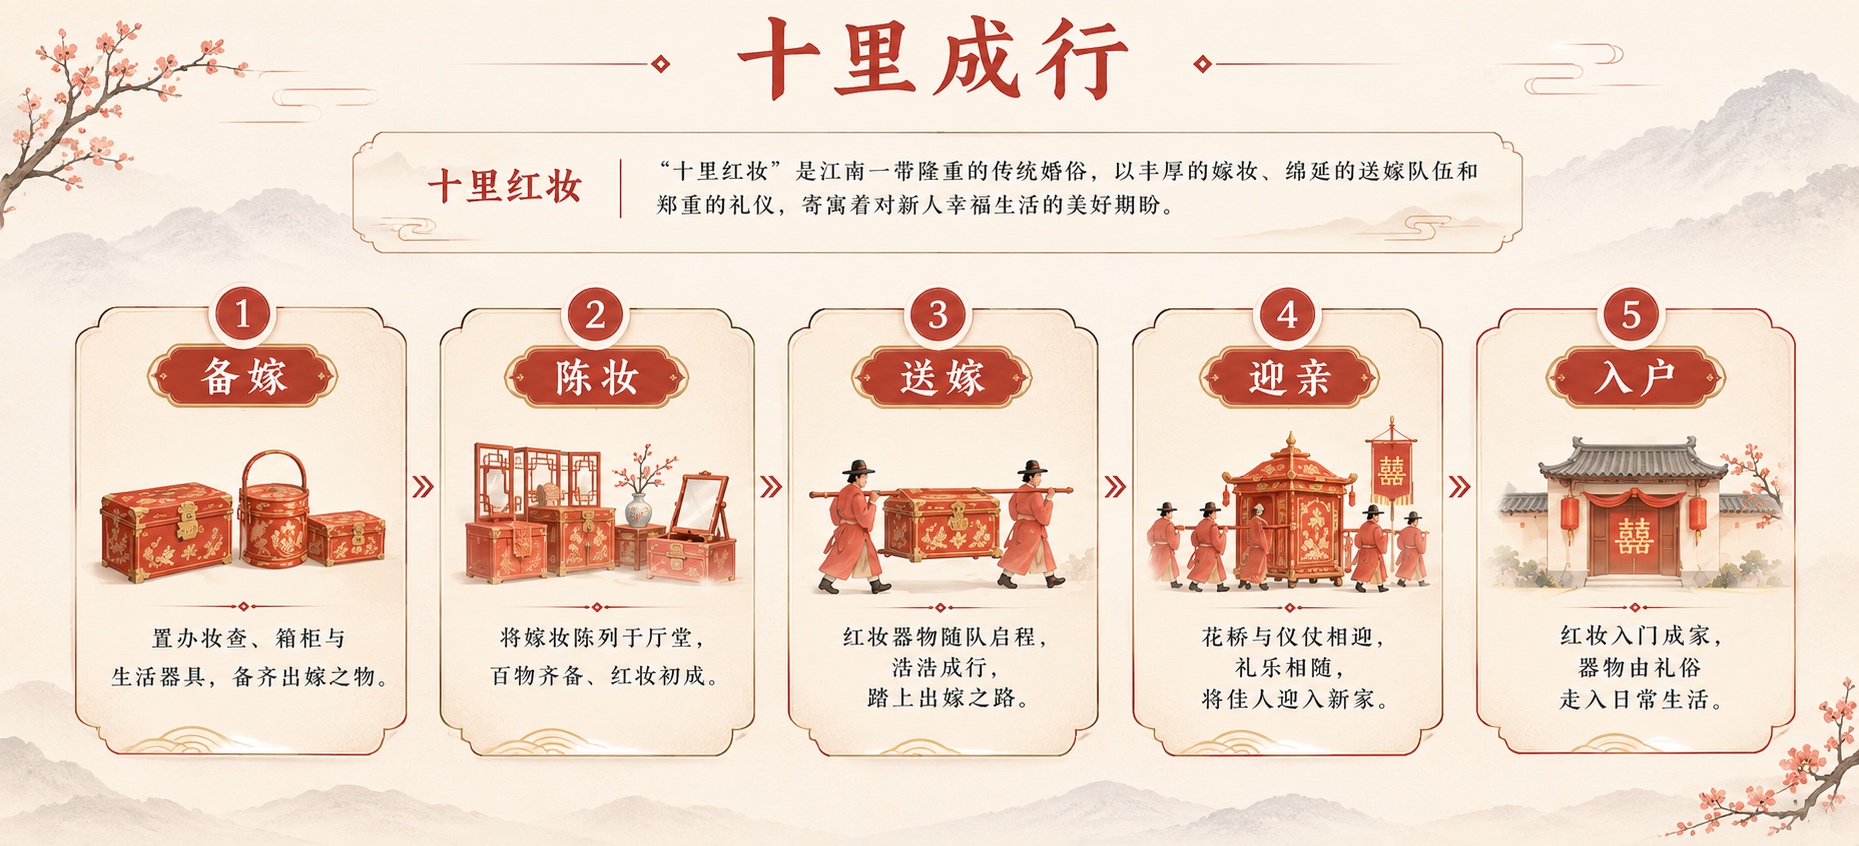 十里成行
十里红妆
“十里红妆”是江南一带隆重的传统婚俗，以丰厚的嫁妆、绵延的送嫁队伍和
郑重的礼仪，寄寓着对新人幸福生活的美好期盼。
1
备嫁
置办妆查、箱柜与
生活器具，备齐出嫁之物。
2
陈妆
将嫁妆陈列于厅堂，
百物齐备、红妆初成。
3
送嫁
红妆器物随队启程，
浩浩成行，
踏上出嫁之路。
4
迎亲
囍
花桥与仪仗相迎，
礼乐相随，
将佳人迎入新家。
5
入户
囍
红妆入门成家，
器物由礼俗
走入日常生活。